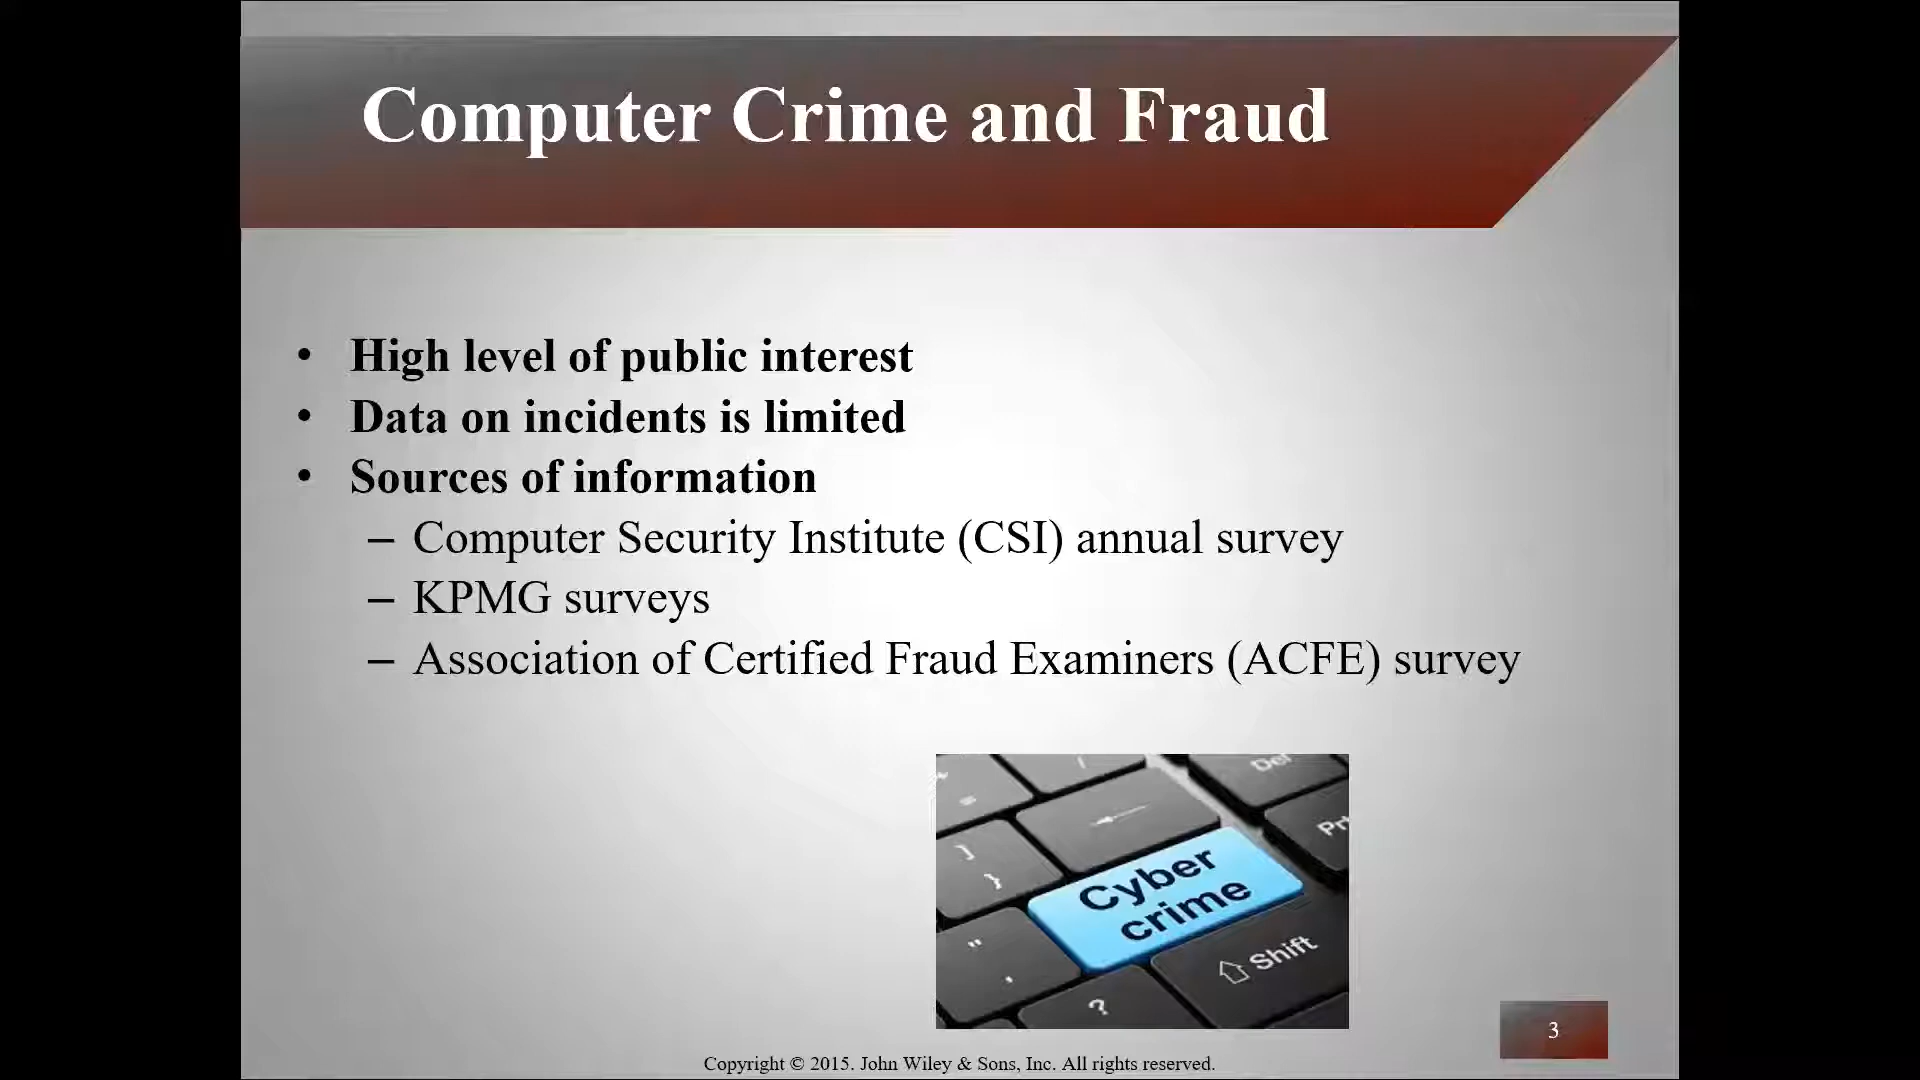 Computer Crime and Fraud
• High level of public interest
• Data on incidents is limited
• Sources of information
– Computer Security Institute (CSI) annual survey
– KPMG surveys
– Association of Certified Fraud Examiners (ACFE) survey
Del
Cyber
crime
Shift
?
3
Copyright © 2015. John Wiley & Sons, Inc. All rights reserved.